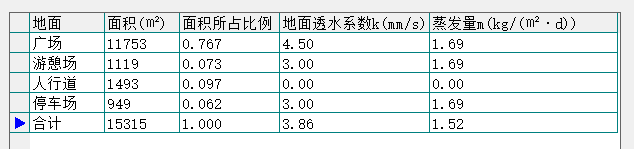 地面 面积(㎡) 面积所占比例 地面透水系数k(mm/s) 蒸发量m(kg/(㎡·d))
广场 11753 0.767 4.50 1.69
游憩场 1119 0.073 3.00 1.69
人行道 1493 0.097 0.00 0.00
停车场 949 0.062 3.00 1.69
合计 15315 1.000 3.86 1.52